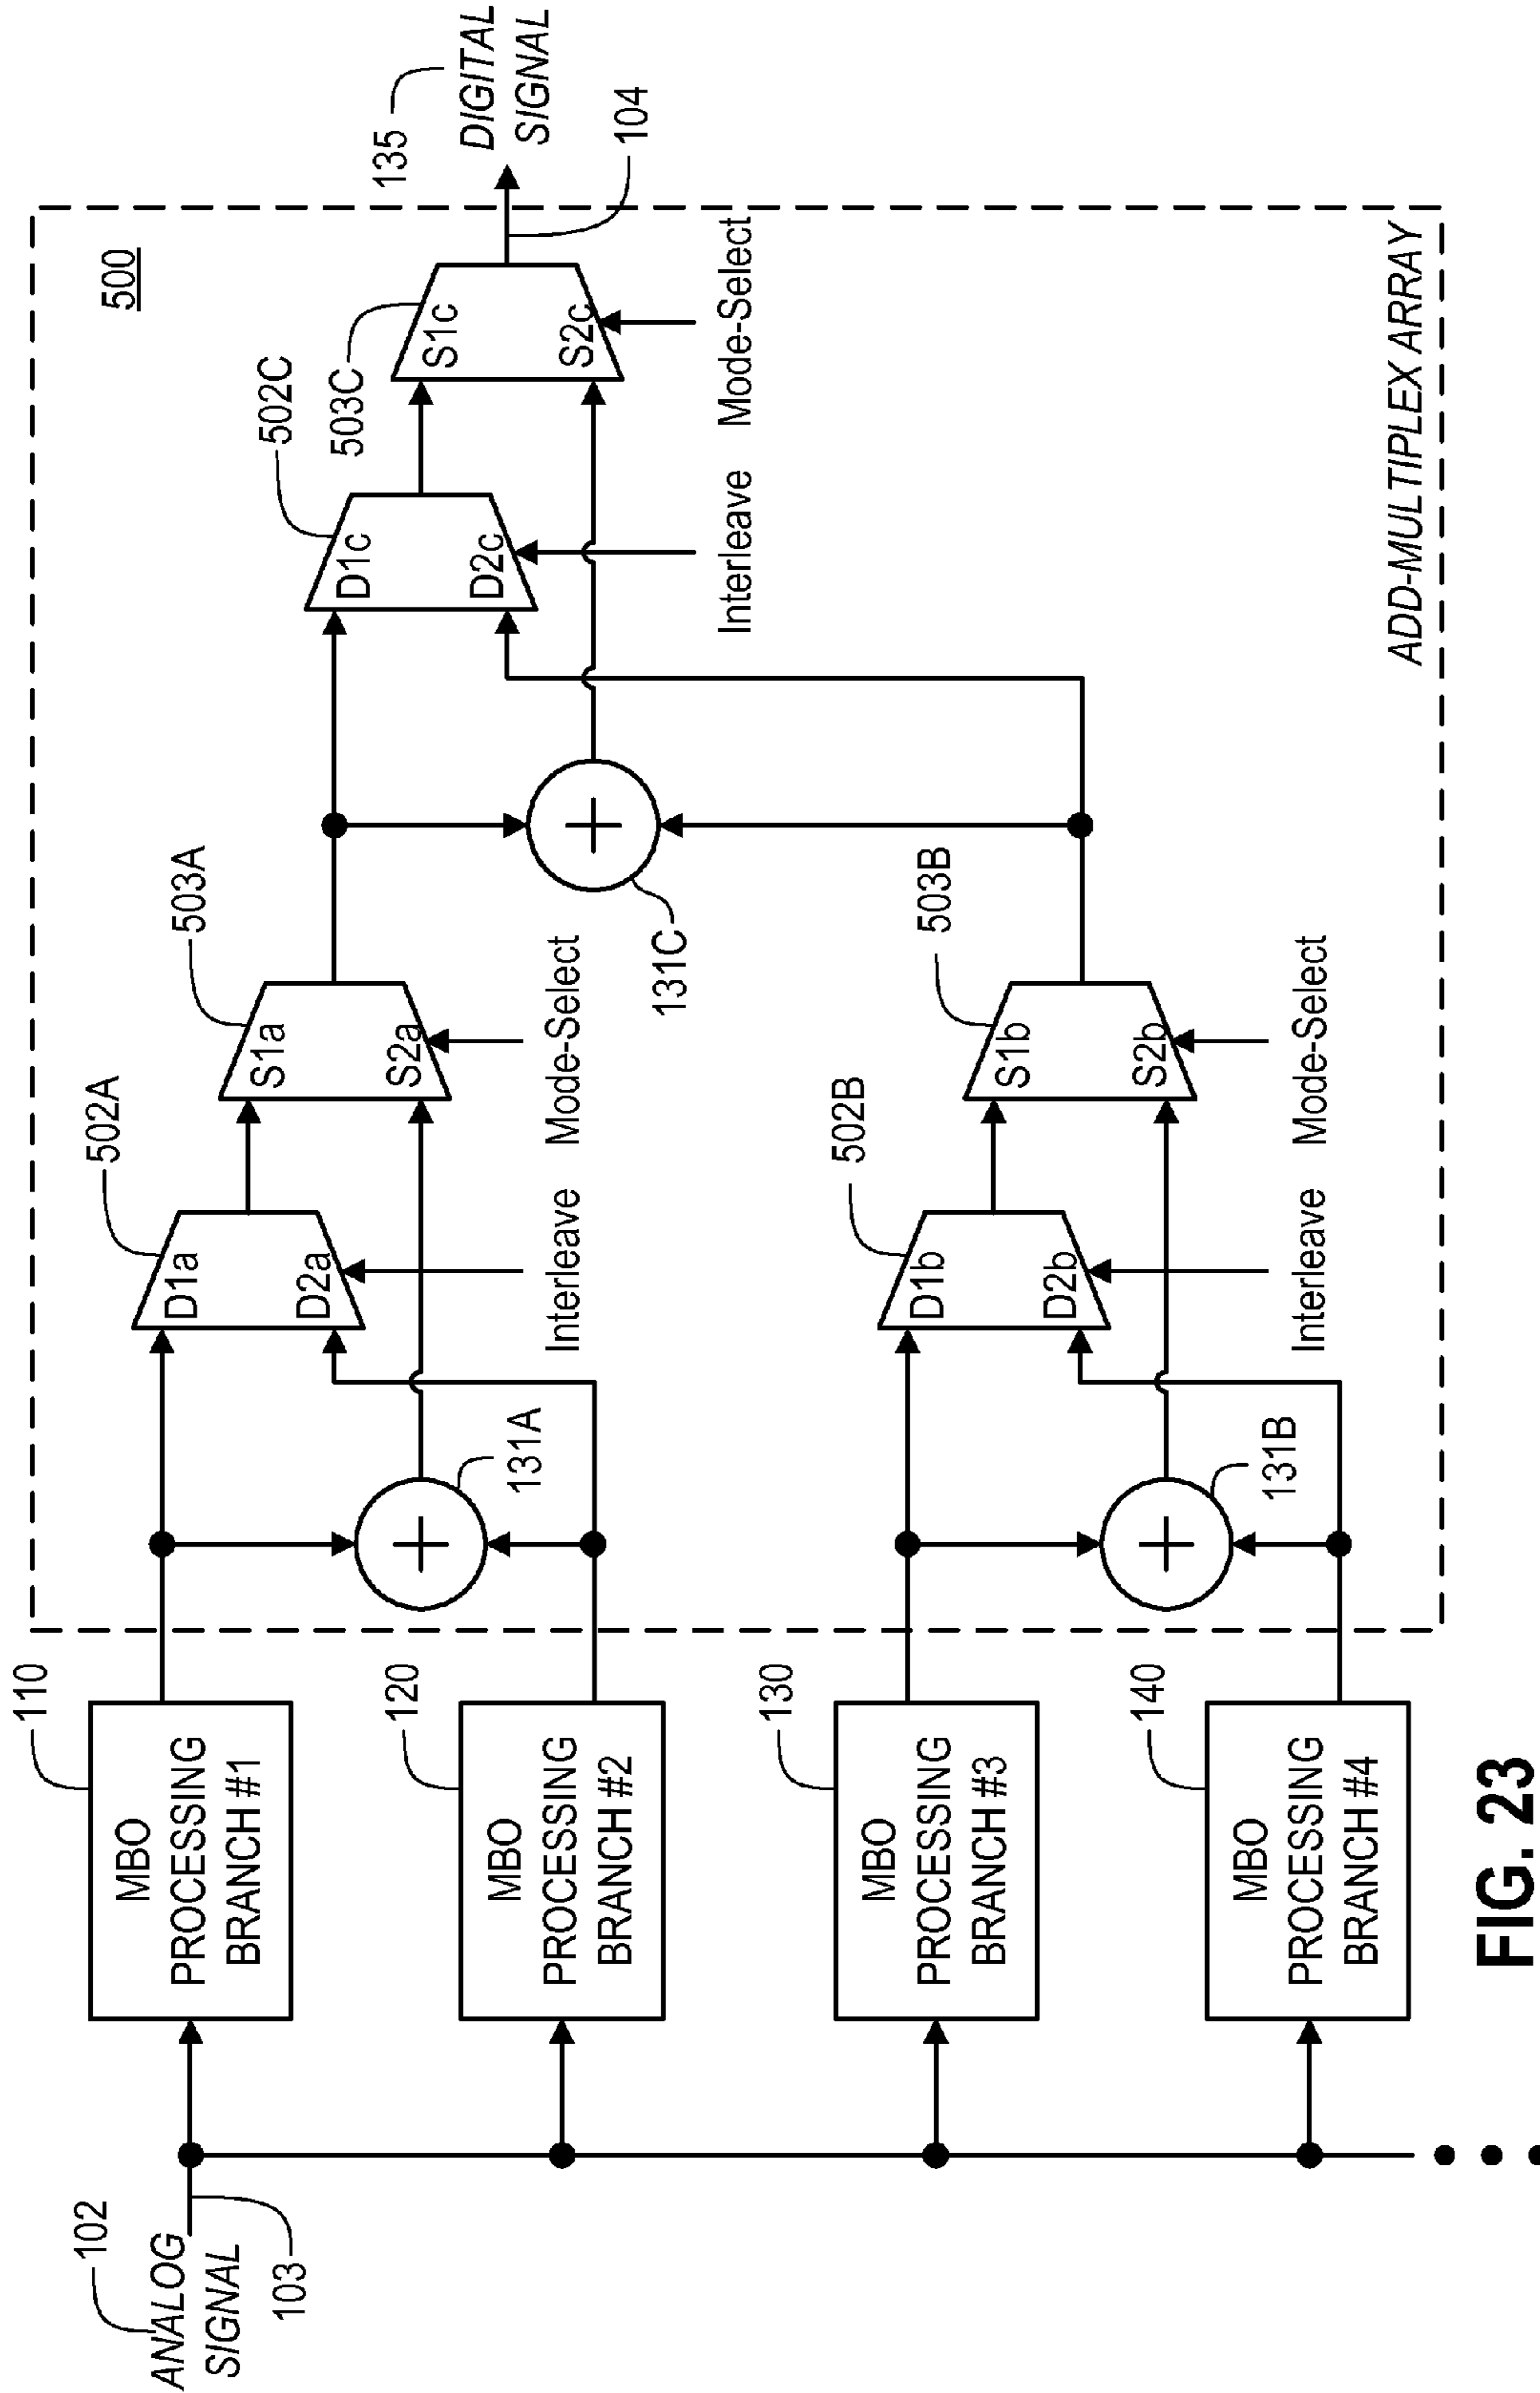 102
ANALOG
SIGNAL
103
110
MBO
PROCESSING
BRANCH #1
120
MBO
PROCESSING
BRANCH #2
130
MBO
PROCESSING
BRANCH #3
140
MBO
PROCESSING
BRANCH #4
131A
131B
502A
D1a
D2a
Interleave
502B
D1b
D2b
Interleave
503A
S1a
S2a
Mode-Select
503B
S1b
S2b
Mode-Select
131C
502C
D1c
D2c
Interleave
503C
S1c
S2c
Mode-Select
500
ADD-MULTIPLEX ARRAY
135
DIGITAL
SIGNAL
104
FIG. 23